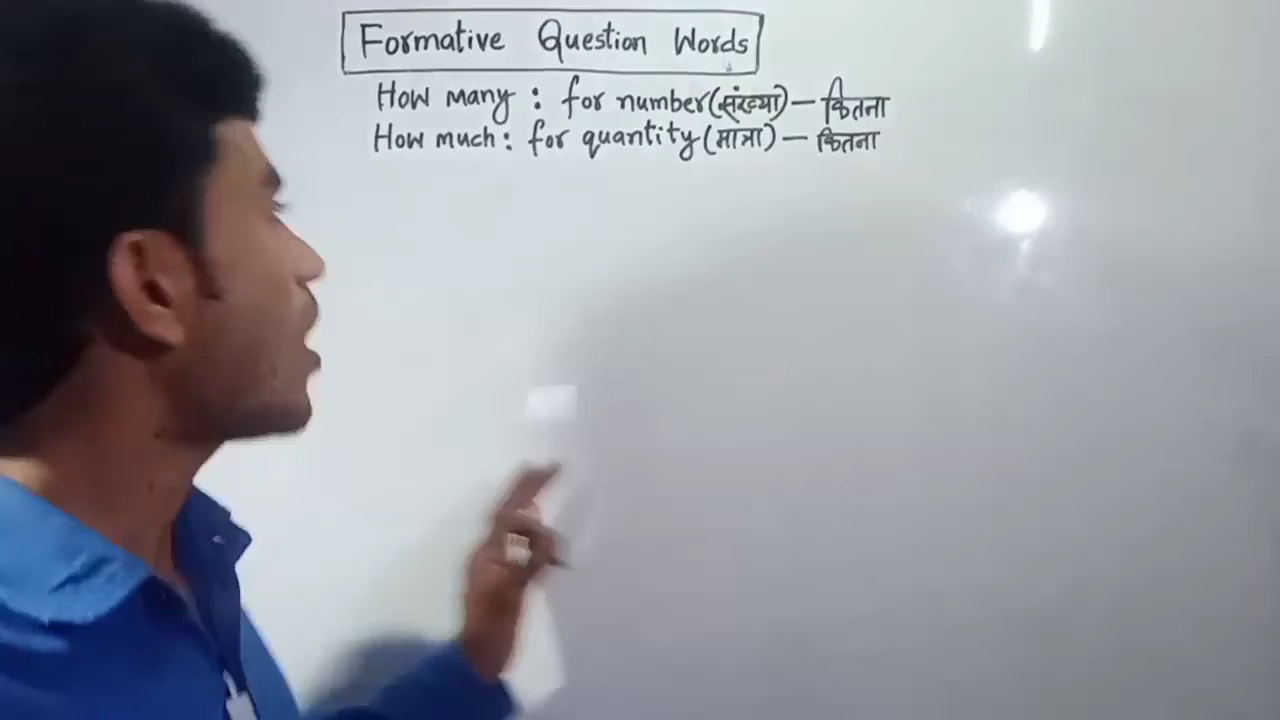 Formative Question Words
How many : for number (संख्या) – कितना
How much : for quantity (मात्रा) – कितना